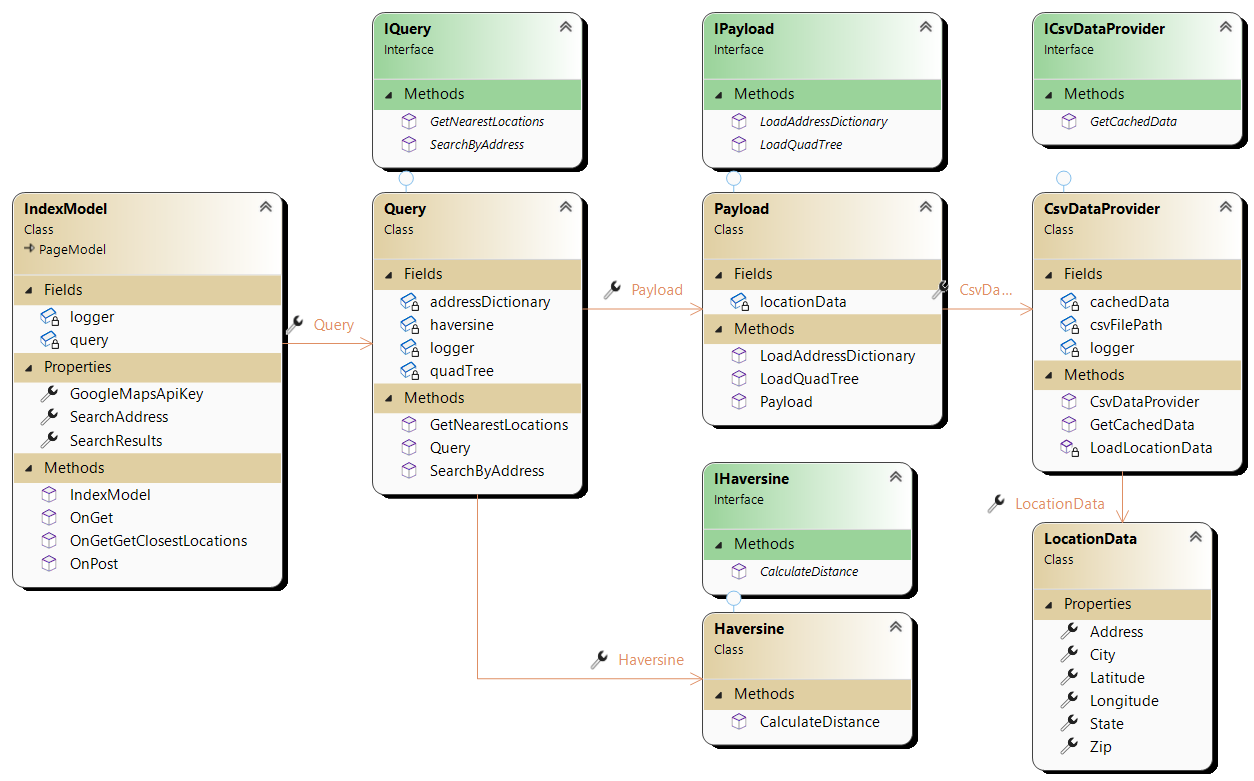 IQuery
Interface
Methods
GetNearestLocations
SearchByAddress
IPayload
Interface
Methods
LoadAddressDictionary
LoadQuadTree
ICsvDataProvider
Interface
Methods
GetCachedData
IndexModel
Class
PageModel
Fields
logger
query
Properties
GoogleMapsApiKey
SearchAddress
SearchResults
Methods
IndexModel
OnGet
OnGetGetClosestLocations
OnPost
Query
Query
Class
Fields
addressDictionary
haversine
logger
quadTree
Methods
GetNearestLocations
Query
SearchByAddress
Payload
Payload
Class
Fields
locationData
Methods
LoadAddressDictionary
LoadQuadTree
Payload
CsvDa...
CsvDataProvider
Class
Fields
cachedData
csvFilePath
logger
Methods
CsvDataProvider
GetCachedData
LoadLocationData
IHaversine
Interface
Methods
CalculateDistance
Haversine
Haversine
Class
Methods
CalculateDistance
LocationData
LocationData
Class
Properties
Address
City
Latitude
Longitude
State
Zip